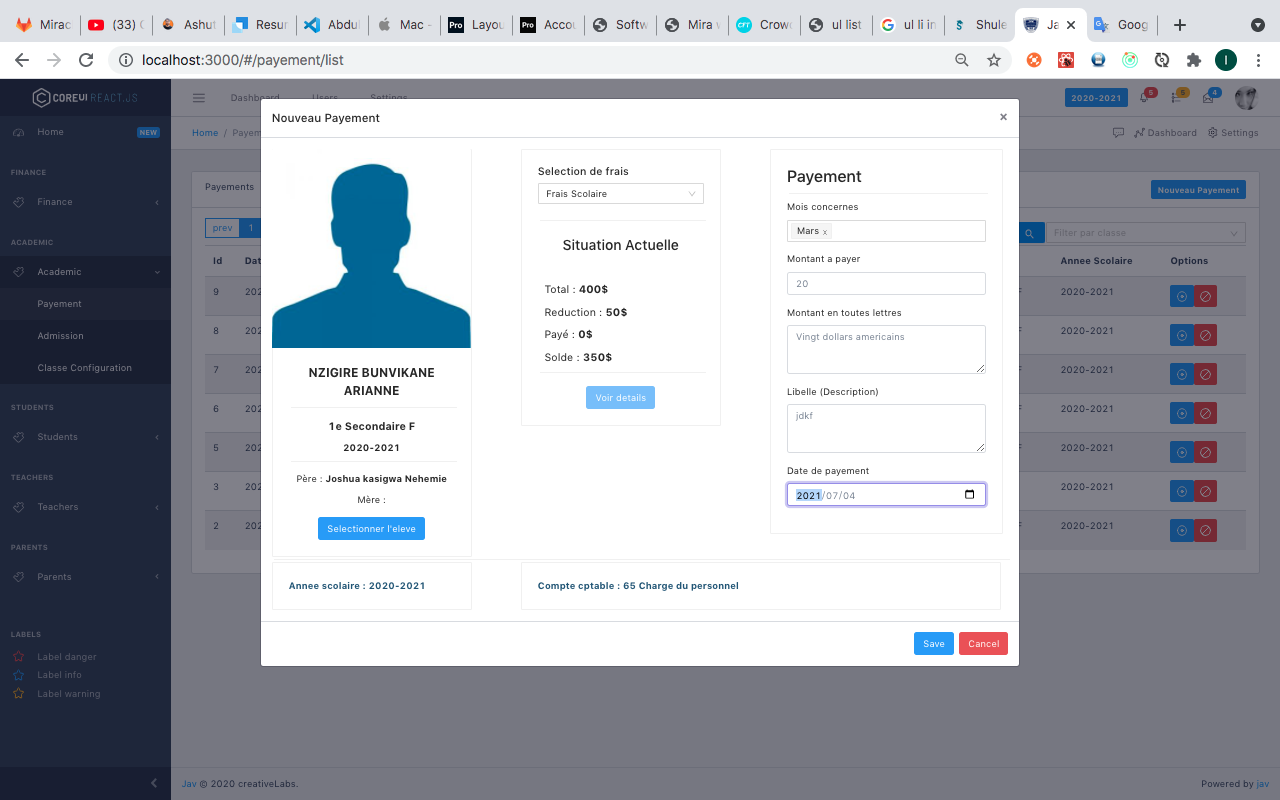 Mirac
(33) (
Ashut
Resur
Abdul
Mac -
Layou
Accou
Softw
Mira v
Crowd
ul list
ul li in
Shule
Ja
Goog
localhost:3000/#/payement/list
COREUI REACT.JS
Dashboard Users Settings
2020-2021
5
5
4
Home NEW
Home / Payem
Dashboard Settings
FINANCE
Finance
ACADEMIC
Academic
Payement
Admission
Classe Configuration
STUDENTS
Students
TEACHERS
Teachers
PARENTS
Parents
LABELS
Label danger
Label info
Label warning
Payements
Nouveau Payement
prev 1
Filter par classe
Id Dat Annee Scolaire Options
9 202 F 2020-2021
8 202 F 2020-2021
7 202 F 2020-2021
6 202 F 2020-2021
5 202 F 2020-2021
3 202 F 2020-2021
2 202 F 2020-2021
Nouveau Payement ×
NZIGIRE BUNVIKANE
ARIANNE
1e Secondaire F
2020-2021
Père : Joshua kasigwa Nehemie
Mère :
Selectionner l'eleve
Selection de frais
Frais Scolaire
Situation Actuelle
Total : 400$
Reduction : 50$
Payé : 0$
Solde : 350$
Voir details
Payement
Mois concernes
Mars x
Montant a payer
20
Montant en toutes lettres
Vingt dollars americains
Libelle (Description)
jdkf
Date de payement
2021/07/04
Annee scolaire : 2020-2021
Compte cptable : 65 Charge du personnel
Save Cancel
Jav © 2020 creativeLabs.
Powered by jav